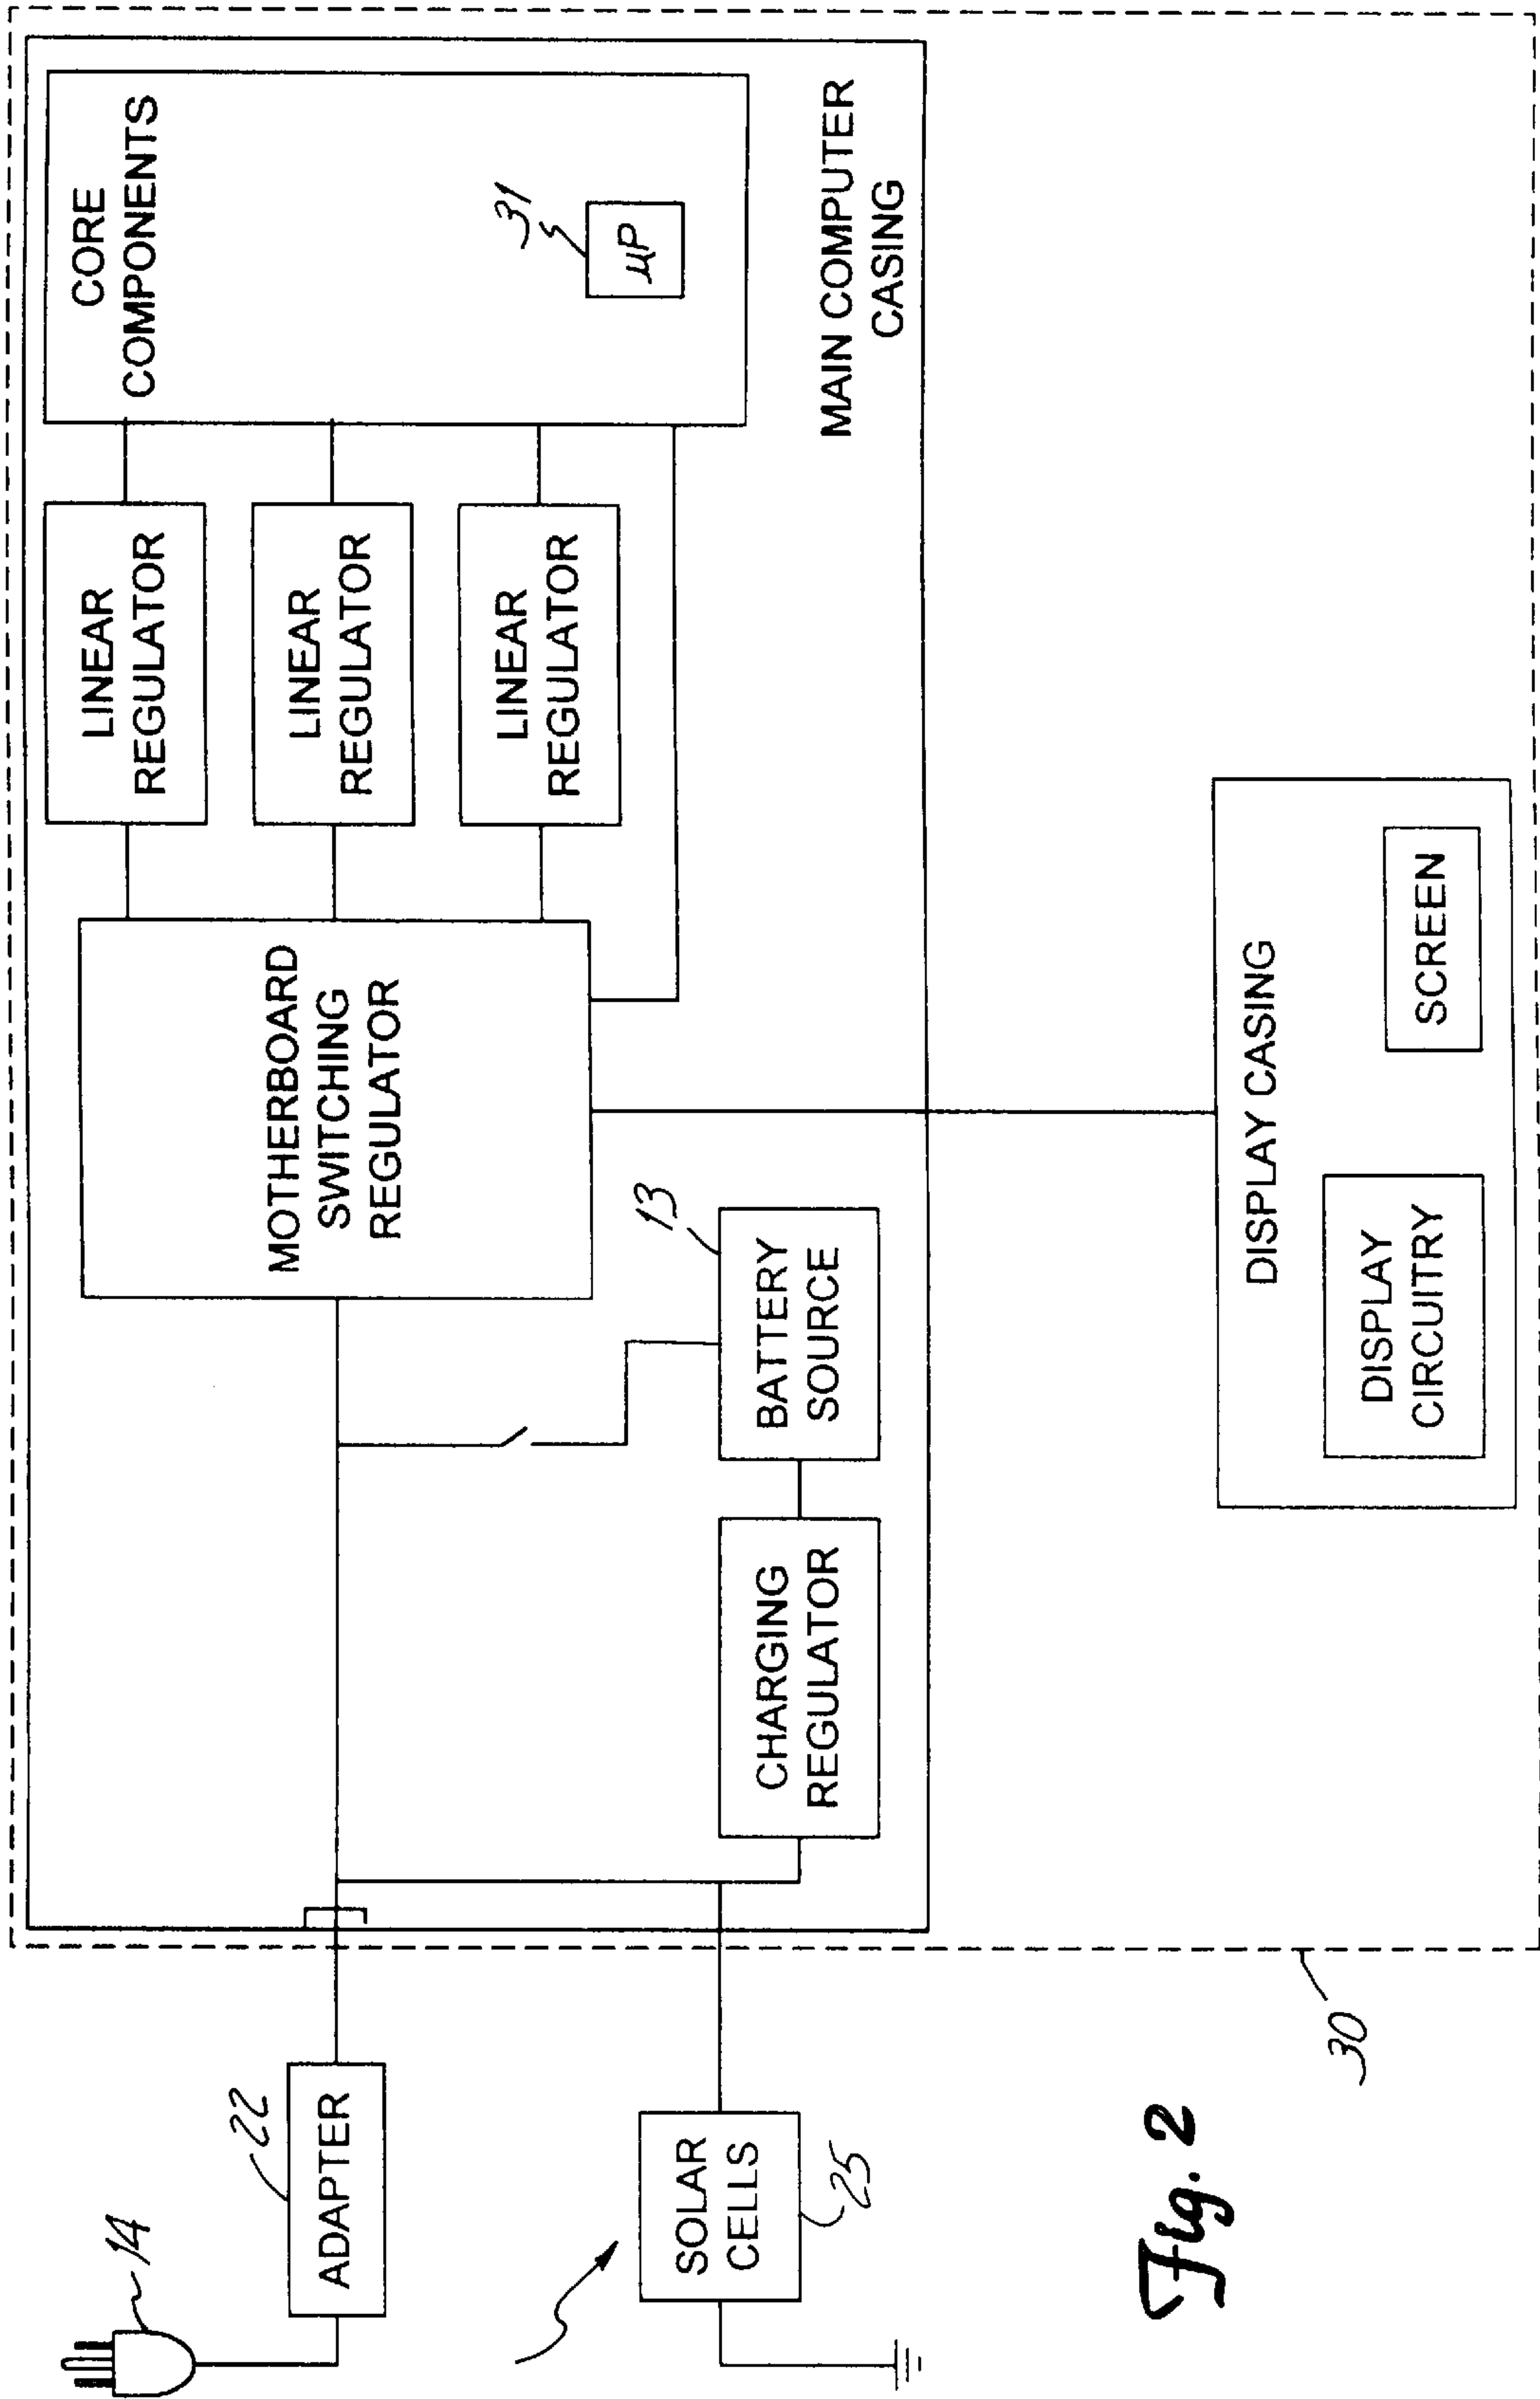 14
22
ADAPTER
SOLAR
CELLS
25
CORE
COMPONENTS
31
µP
LINEAR
REGULATOR
LINEAR
REGULATOR
LINEAR
REGULATOR
MOTHERBOARD
SWITCHING
REGULATOR
13
BATTERY
SOURCE
CHARGING
REGULATOR
MAIN COMPUTER
CASING
DISPLAY CASING
DISPLAY
CIRCUITRY
SCREEN
30
Fig. 2